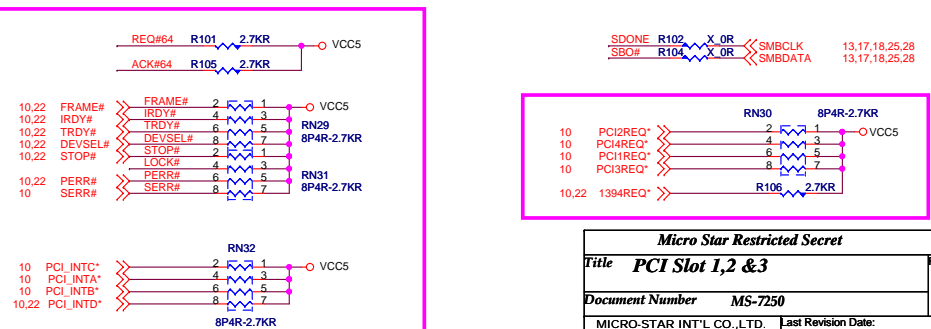 REQ#64 R101 2.7KR VCC5
ACK#64 R105 2.7KR
10,22 FRAME# FRAME# 2 1 VCC5
10,22 IRDY# IRDY# 4 3 RN29
10,22 TRDY# TRDY# 6 5 8P4R-2.7KR
10,22 DEVSEL# DEVSEL# 8 7
10,22 STOP# STOP# 2 1
LOCK# 4 3 RN31
10,22 PERR# PERR# 6 5 8P4R-2.7KR
10 SERR# SERR# 8 7
RN32
10 PCI_INTC* 2 1 VCC5
10 PCI_INTA* 4 3
10 PCI_INTB* 6 5
10,22 PCI_INTD* 8 7
8P4R-2.7KR
SDONE R102 X_0R SMBCLK 13,17,18,25,28
SBO# R104 X_0R SMBDATA 13,17,18,25,28
RN30 8P4R-2.7KR
10 PCI2REQ* 2 1 VCC5
10 PCI4REQ* 4 3
10 PCI1REQ* 6 5
10 PCI3REQ* 8 7
10,22 1394REQ* R106 2.7KR
Micro Star Restricted Secret
Title PCI Slot 1,2 &3
Document Number MS-7250
MICRO-STAR INT'L CO.,LTD. Last Revision Date: